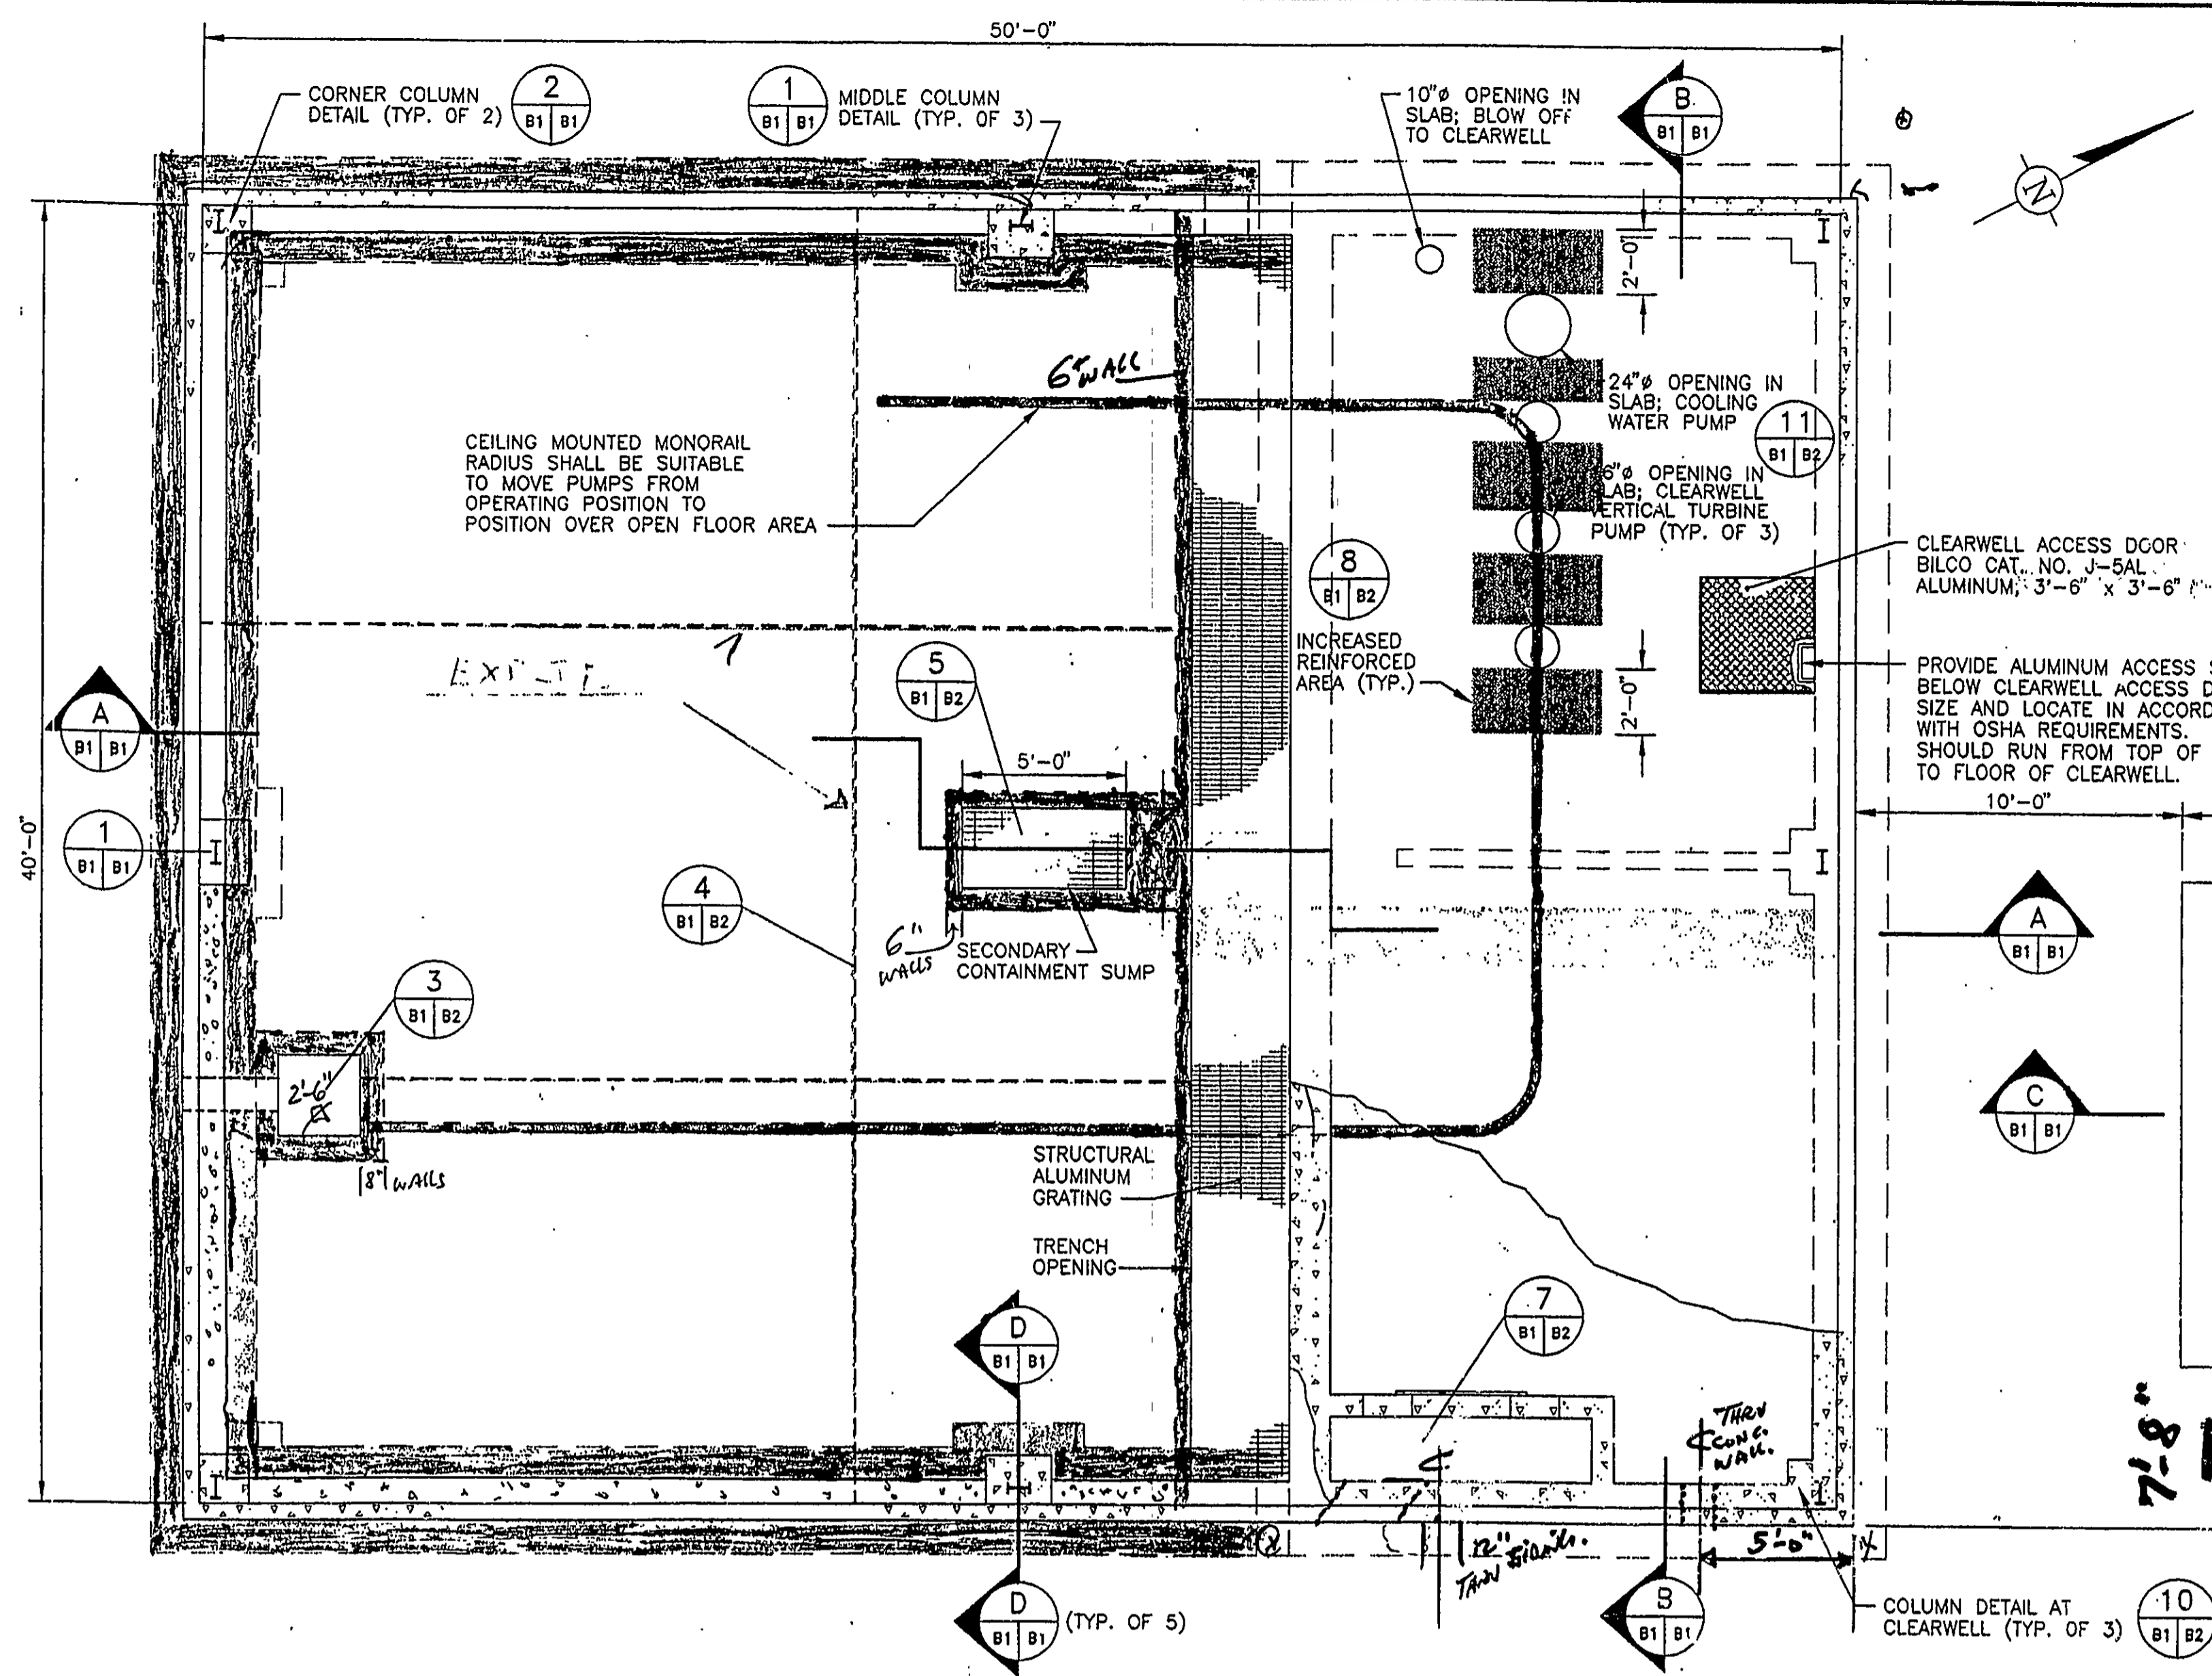 50'-0"
CORNER COLUMN
DETAIL (TYP. OF 2)
2
B1 B1
1
B1 B1
MIDDLE COLUMN
DETAIL (TYP. OF 3)
10"ø OPENING IN
SLAB; BLOW OFF
TO CLEARWELL
B
B1 B1
N
2'-0"
6" WALL
24"ø OPENING IN
SLAB; COOLING
WATER PUMP
11
B1 B2
CEILING MOUNTED MONORAIL
RADIUS SHALL BE SUITABLE
TO MOVE PUMPS FROM
OPERATING POSITION TO
POSITION OVER OPEN FLOOR AREA
6"ø OPENING IN
LAB; CLEARWELL
VERTICAL TURBINE
PUMP (TYP. OF 3)
8
B1 B2
INCREASED
REINFORCED
AREA (TYP.)
2'-0"
CLEARWELL ACCESS DOOR
BILCO CAT. NO. J-5AL
ALUMINUM; 3'-6" x 3'-6"
PROVIDE ALUMINUM ACCESS
BELOW CLEARWELL ACCESS D
SIZE AND LOCATE IN ACCORD
WITH OSHA REQUIREMENTS.
SHOULD RUN FROM TOP OF
TO FLOOR OF CLEARWELL.
10'-0"
5
B1 B2
5'-0"
A
B1 B1
1
B1 B1
40'-0"
4
B1 B2
6"
WALLS
SECONDARY
CONTAINMENT SUMP
A
B1 B1
3
B1 B2
2'-6"
8" WALLS
C
B1 B1
STRUCTURAL
ALUMINUM
GRATING
TRENCH
OPENING
D
B1 B1
7
B1 B2
THRU
CONC.
WALL.
7'-8"
12"
THRU
5'-0"
D
B1 B1
(TYP. OF 5)
B
B1 B1
COLUMN DETAIL AT
CLEARWELL (TYP. OF 3)
10
B1 B2